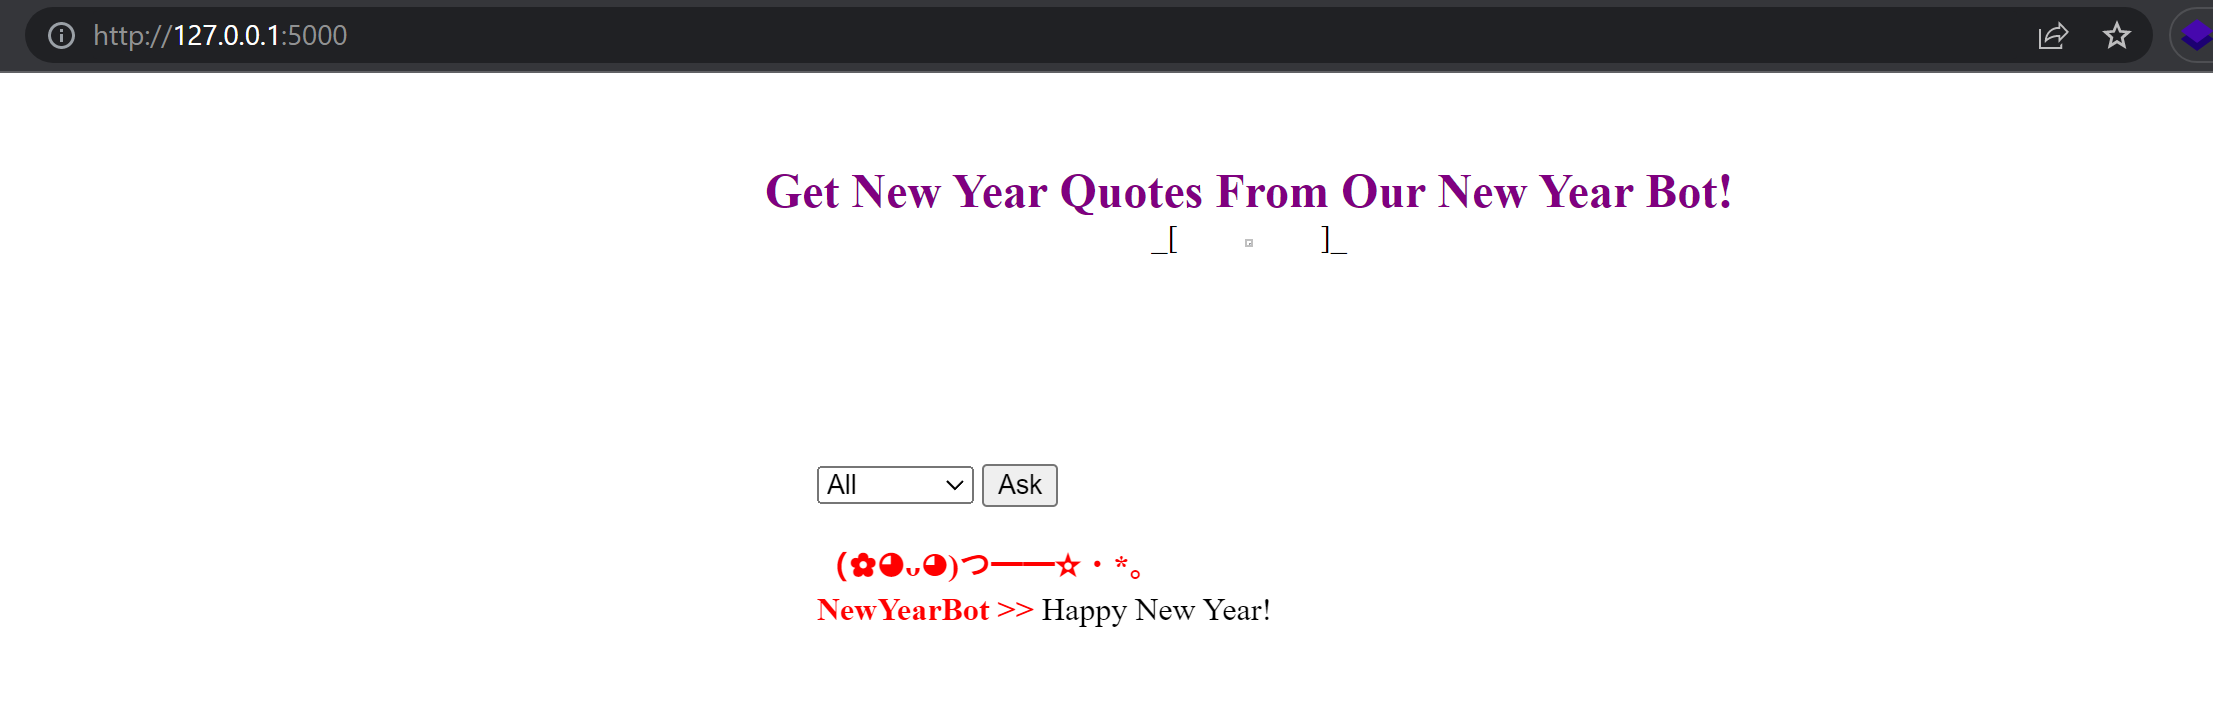 http://127.0.0.1:5000
Get New Year Quotes From Our New Year Bot!
_[ ]_
All Ask
(✿◕ᴗ◕)つ━━☆・*。
NewYearBot >> Happy New Year!